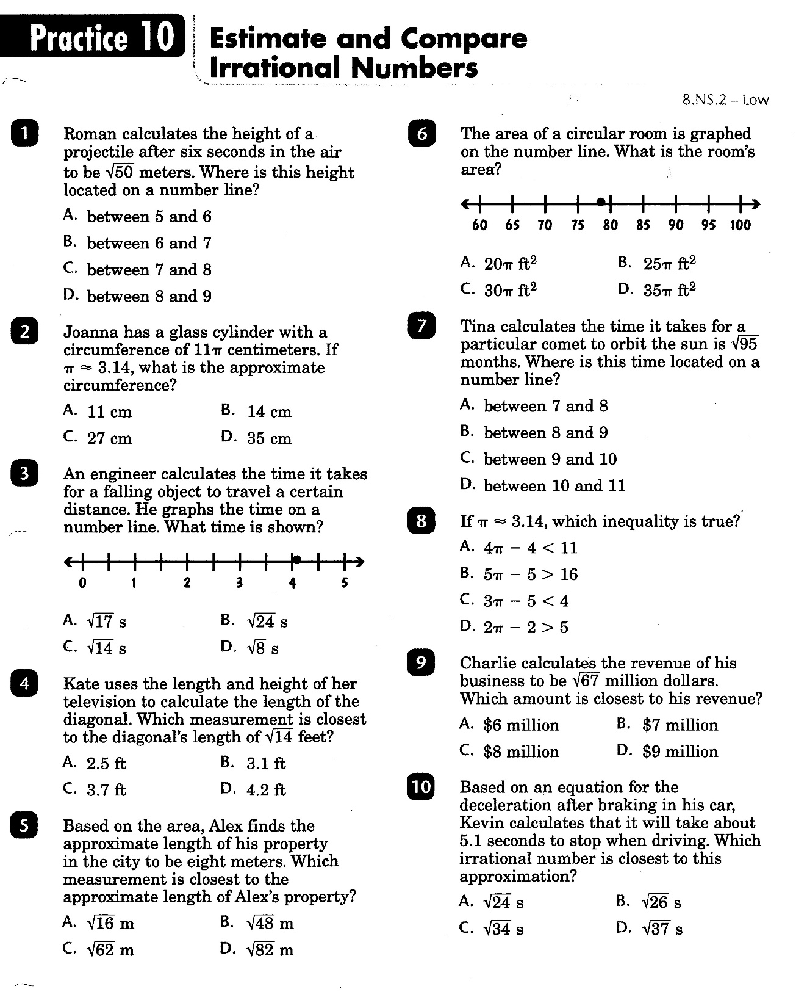 Practice 10
Estimate and Compare
Irrational Numbers
8.NS.2 – Low
1
Roman calculates the height of a
projectile after six seconds in the air
to be √50 meters. Where is this height
located on a number line?
A. between 5 and 6
B. between 6 and 7
C. between 7 and 8
D. between 8 and 9
2
Joanna has a glass cylinder with a
circumference of 11π centimeters. If
π ≈ 3.14, what is the approximate
circumference?
A. 11 cm B. 14 cm
C. 27 cm D. 35 cm
3
An engineer calculates the time it takes
for a falling object to travel a certain
distance. He graphs the time on a
number line. What time is shown?
0 1 2 3 4 5
A. √17 s B. √24 s
C. √14 s D. √8 s
4
Kate uses the length and height of her
television to calculate the length of the
diagonal. Which measurement is closest
to the diagonal's length of √14 feet?
A. 2.5 ft B. 3.1 ft
C. 3.7 ft D. 4.2 ft
5
Based on the area, Alex finds the
approximate length of his property
in the city to be eight meters. Which
measurement is closest to the
approximate length of Alex's property?
A. √16 m B. √48 m
C. √62 m D. √82 m
6
The area of a circular room is graphed
on the number line. What is the room's
area?
60 65 70 75 80 85 90 95 100
A. 20π ft² B. 25π ft²
C. 30π ft² D. 35π ft²
7
Tina calculates the time it takes for a
particular comet to orbit the sun is √95
months. Where is this time located on a
number line?
A. between 7 and 8
B. between 8 and 9
C. between 9 and 10
D. between 10 and 11
8
If π ≈ 3.14, which inequality is true?
A. 4π − 4 < 11
B. 5π − 5 > 16
C. 3π − 5 < 4
D. 2π − 2 > 5
9
Charlie calculates the revenue of his
business to be √67 million dollars.
Which amount is closest to his revenue?
A. $6 million B. $7 million
C. $8 million D. $9 million
10
Based on an equation for the
deceleration after braking in his car,
Kevin calculates that it will take about
5.1 seconds to stop when driving. Which
irrational number is closest to this
approximation?
A. √24 s B. √26 s
C. √34 s D. √37 s